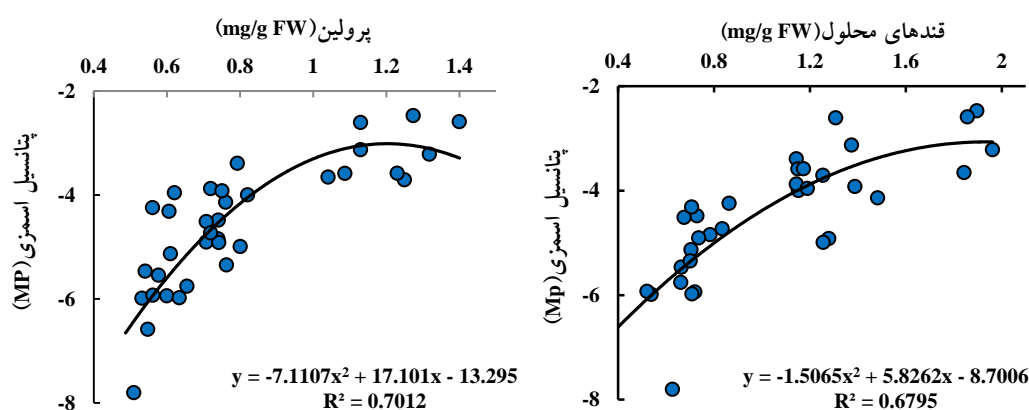 پرولین(mg/g FW)
0.4 0.6 0.8 1 1.2 1.4
-2
-4
-6
-8
پتانسیل اسمزی(MP)
y = -7.1107x² + 17.101x - 13.295
R² = 0.7012
قندهای محلول(mg/g FW)
0.4 0.8 1.2 1.6 2
-2
-4
-6
-8
پتانسیل اسمزی(Mp)
y = -1.5065x² + 5.8262x - 8.7006
R² = 0.6795